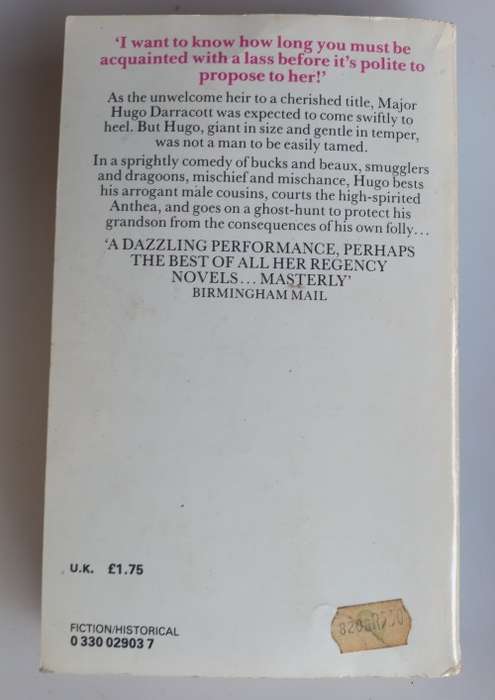 'I want to know how long you must be
acquainted with a lass before it's polite to
propose to her!'
As the unwelcome heir to a cherished title, Major
Hugo Darracott was expected to come swiftly to
heel. But Hugo, giant in size and gentle in temper,
was not a man to be easily tamed.
In a sprightly comedy of bucks and beaux, smugglers
and dragoons, mischief and mischance, Hugo bests
his arrogant male cousins, courts the high-spirited
Anthea, and goes on a ghost-hunt to protect his
grandson from the consequences of his own folly...
'A DAZZLING PERFORMANCE, PERHAPS
THE BEST OF ALL HER REGENCY
NOVELS... MASTERLY'
BIRMINGHAM MAIL
U.K. £1.75
FICTION/HISTORICAL
0 330 02903 7